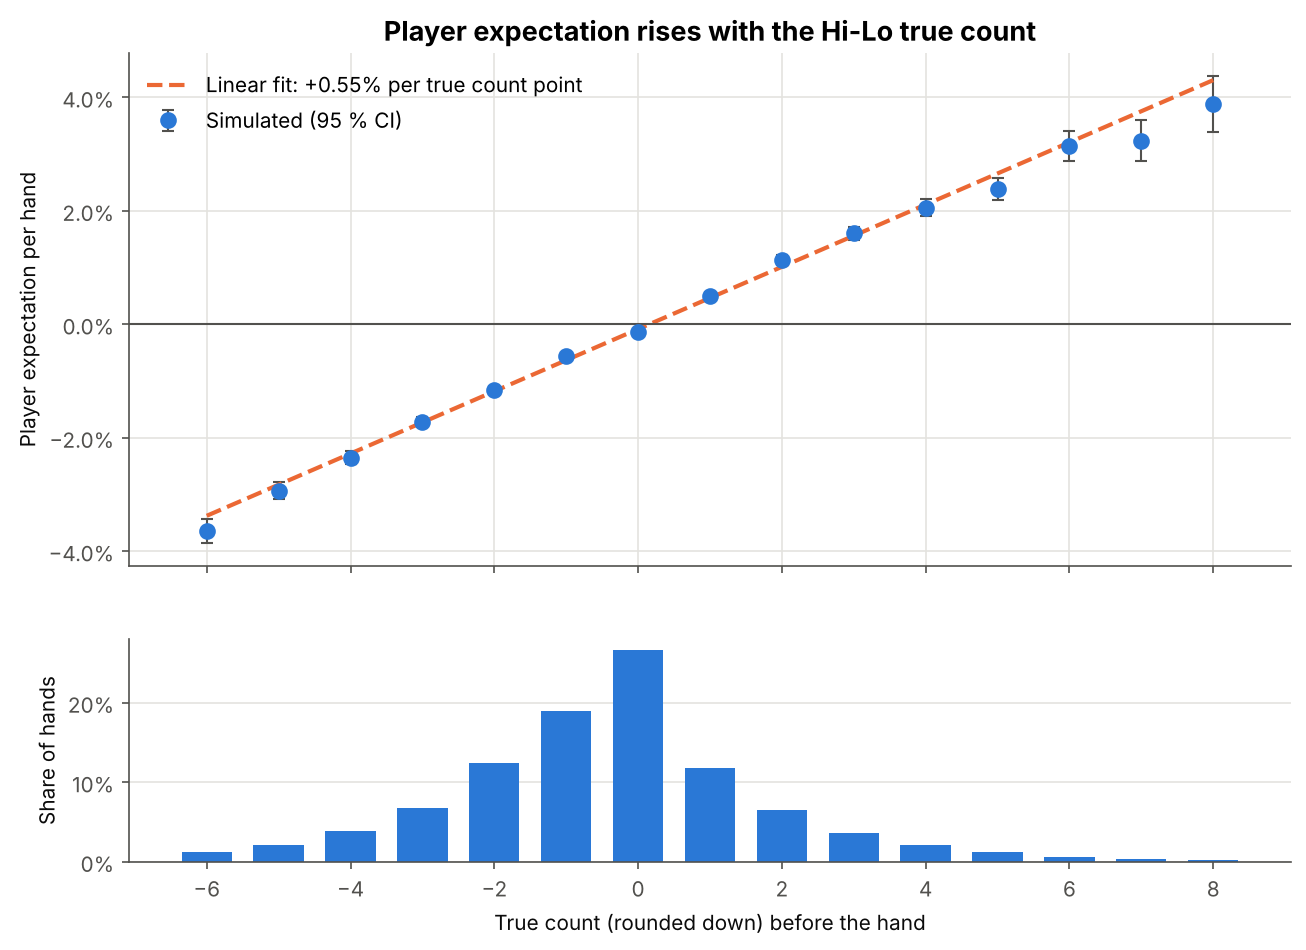 Player expectation rises with the Hi-Lo true count
Linear fit: +0.55% per true count point
Simulated (95 % CI)
Player expectation per hand
4.0%
2.0%
0.0%
−2.0%
−4.0%
Share of hands
20%
10%
0%
−6 −4 −2 0 2 4 6 8
True count (rounded down) before the hand